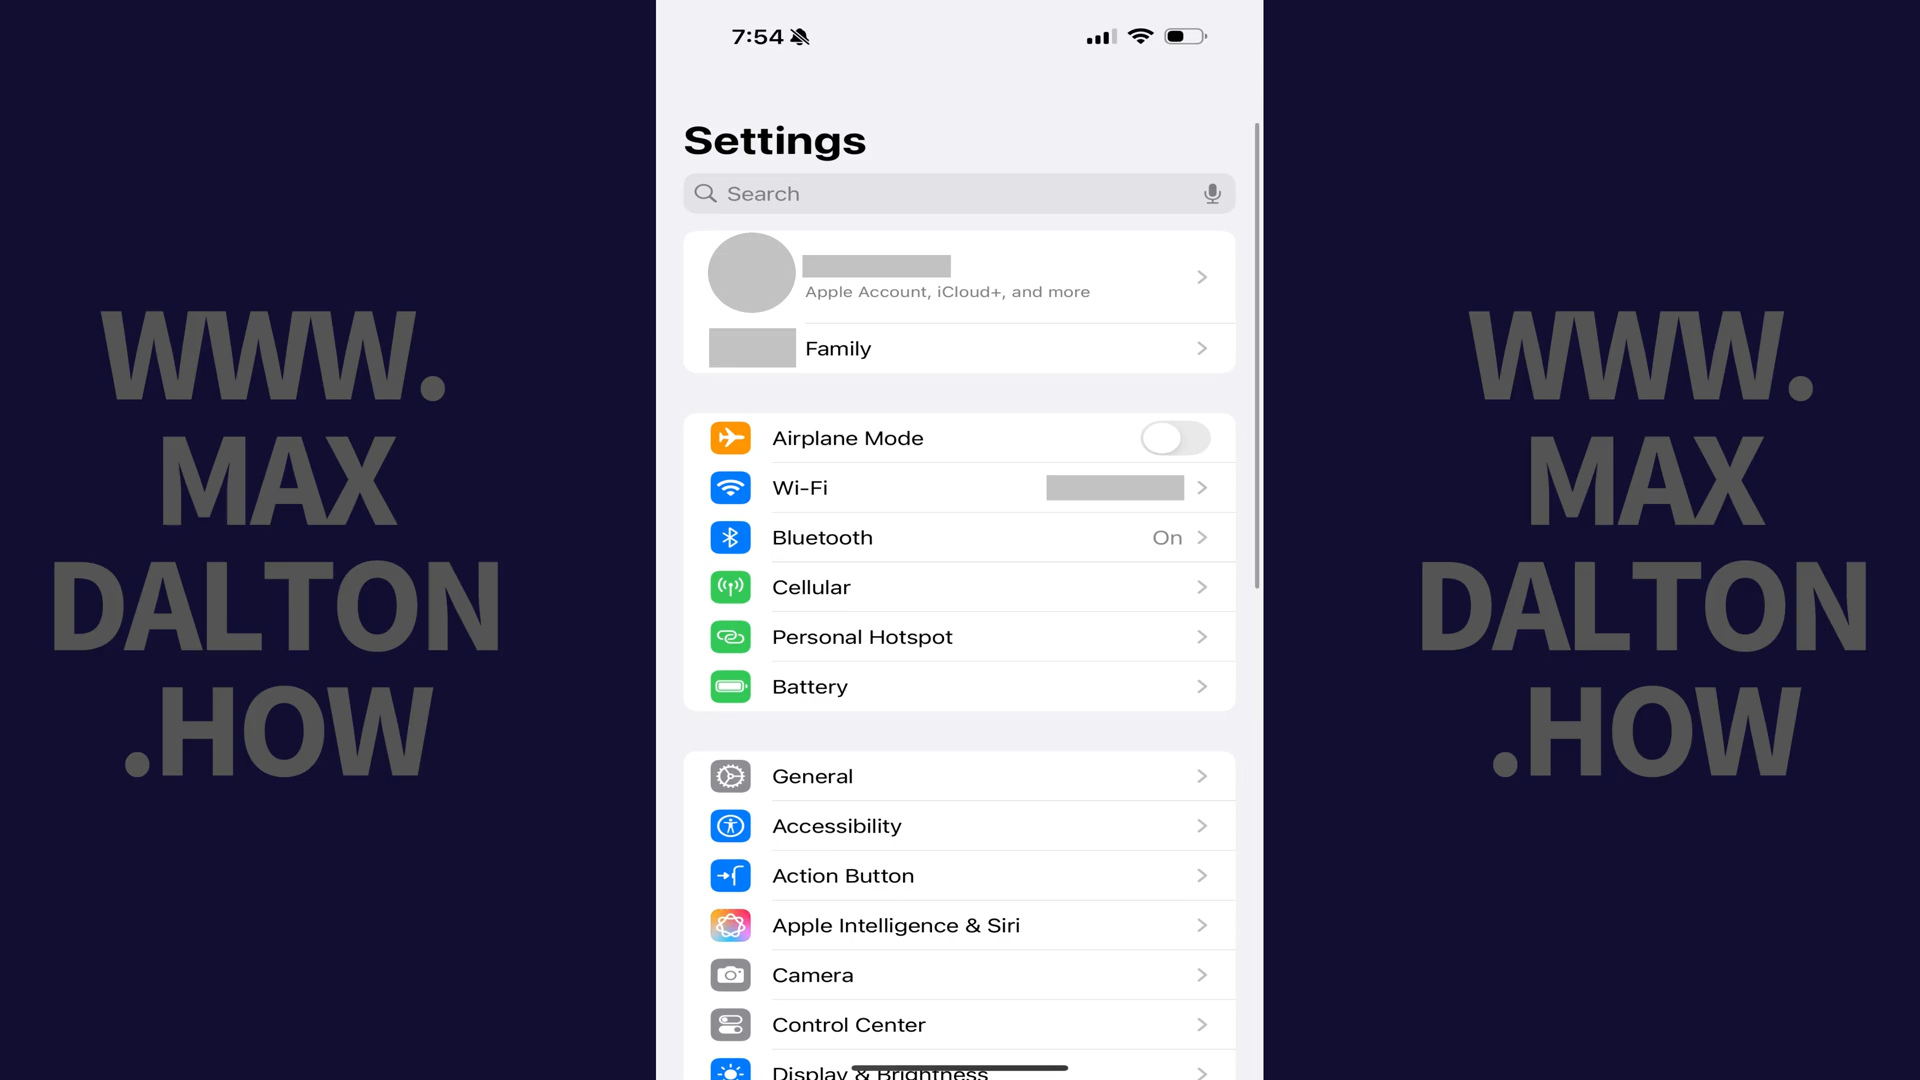 WWW.
MAX
DALTON
.HOW
7:54
Settings
Search
Apple Account, iCloud+, and more
Family
Airplane Mode
Wi-Fi
Bluetooth On
Cellular
Personal Hotspot
Battery
General
Accessibility
Action Button
Apple Intelligence & Siri
Camera
Control Center
Display & Brightness
WWW.
MAX
DALTON
.HOW